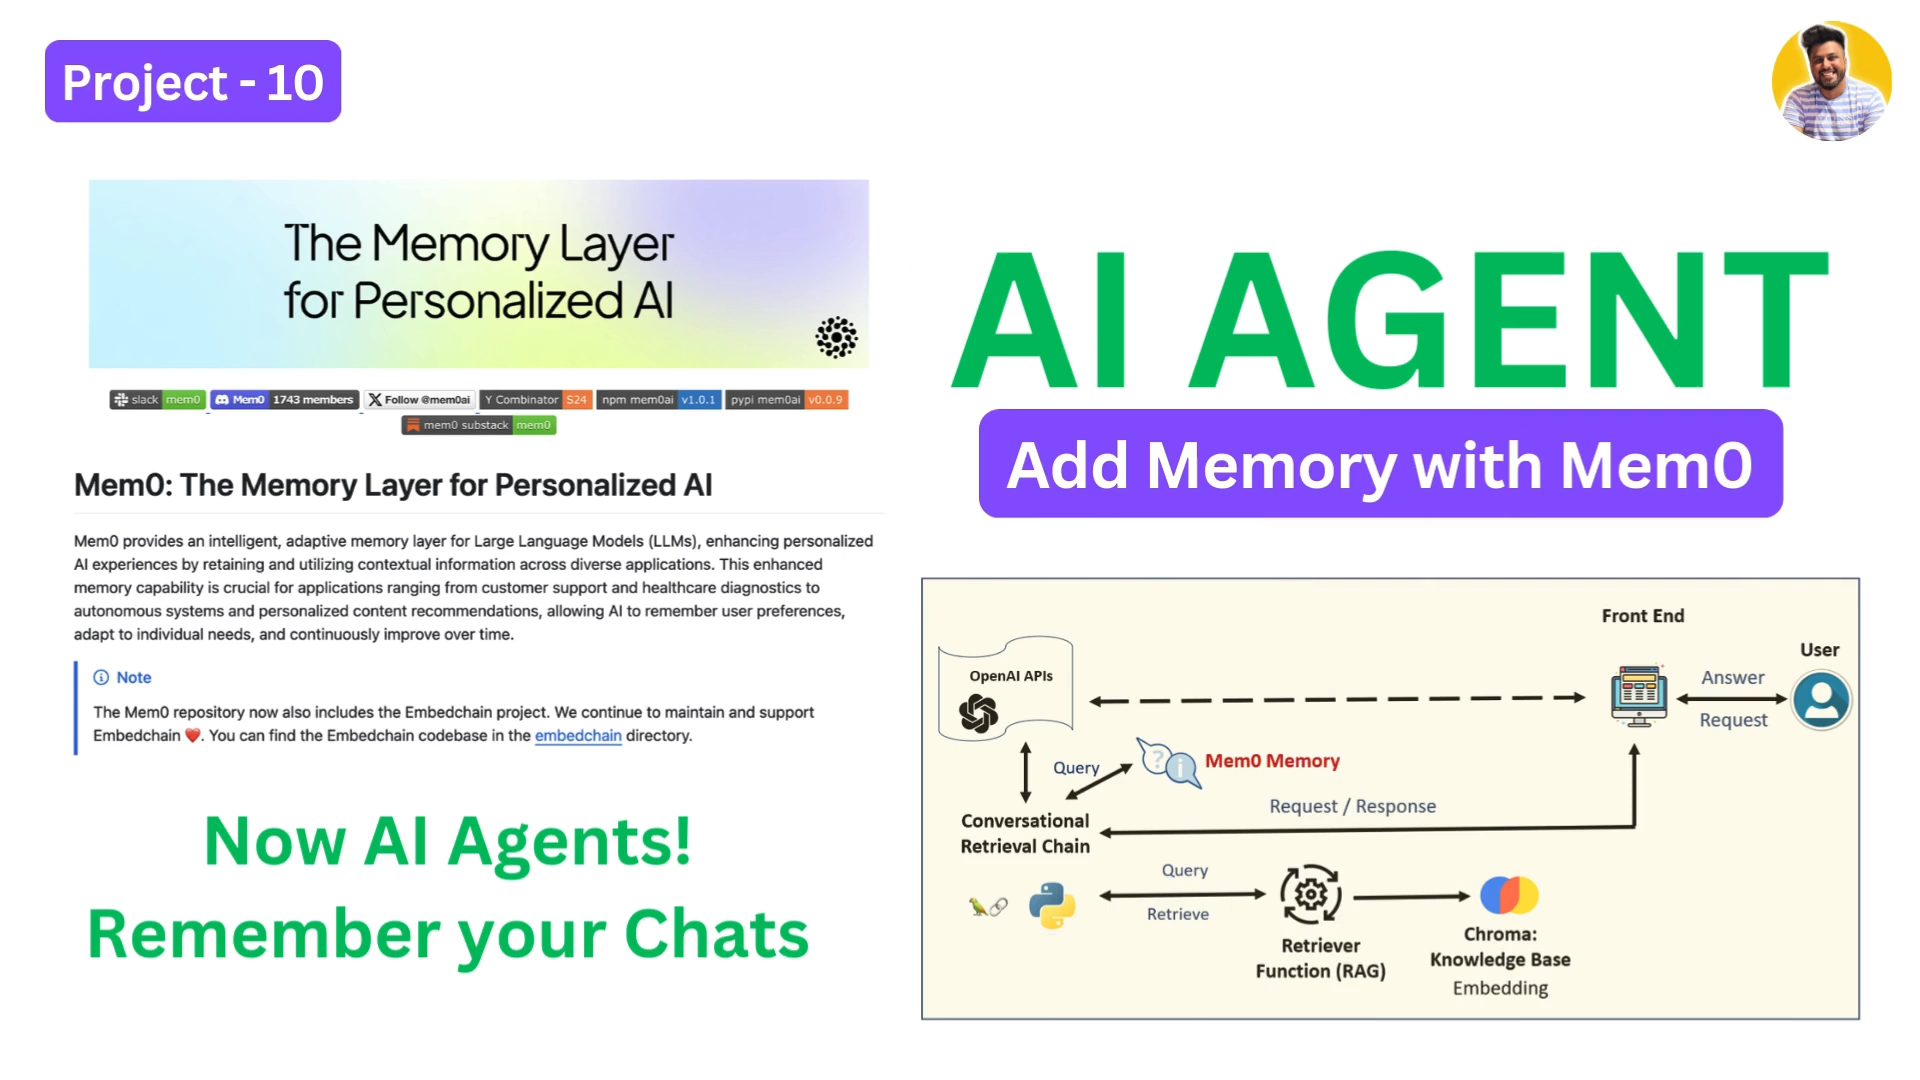 Project - 10
The Memory Layer
for Personalized AI
slack mem0 Mem0 1743 members Follow @mem0ai Y Combinator S24 npm mem0ai v1.0.1 pypi mem0ai v0.0.9
mem0 substack mem0
Mem0: The Memory Layer for Personalized AI
Mem0 provides an intelligent, adaptive memory layer for Large Language Models (LLMs), enhancing personalized
AI experiences by retaining and utilizing contextual information across diverse applications. This enhanced
memory capability is crucial for applications ranging from customer support and healthcare diagnostics to
autonomous systems and personalized content recommendations, allowing AI to remember user preferences,
adapt to individual needs, and continuously improve over time.
Note
The Mem0 repository now also includes the Embedchain project. We continue to maintain and support
Embedchain ❤️. You can find the Embedchain codebase in the embedchain directory.
Now AI Agents!
Remember your Chats
AI AGENT
Add Memory with Mem0
Front End
User
OpenAI APIs
Answer
Request
Query
? i
Mem0 Memory
Request / Response
Conversational
Retrieval Chain
Query
Retrieve
Retriever
Function (RAG)
Chroma:
Knowledge Base
Embedding